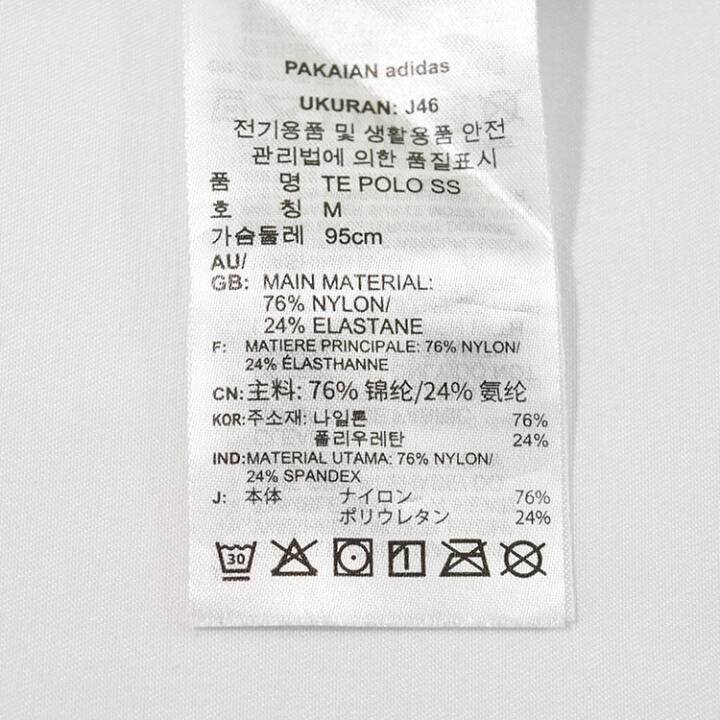 PAKAIAN adidas
UKURAN: J46
전기용품 및 생활용품 안전
관리법에 의한 품질표시
품 명 TE POLO SS
호 칭 M
가슴둘레 95cm
AU/
GB: MAIN MATERIAL:
76% NYLON/
24% ELASTANE
F: MATIERE PRINCIPALE: 76% NYLON/
24% ÉLASTHANNE
CN:主料: 76% 锦纶/24% 氨纶
KOR:주소재: 나일론 76%
폴리우레탄 24%
IND:MATERIAL UTAMA: 76% NYLON/
24% SPANDEX
J: 本体 ナイロン 76%
ポリウレタン 24%
30